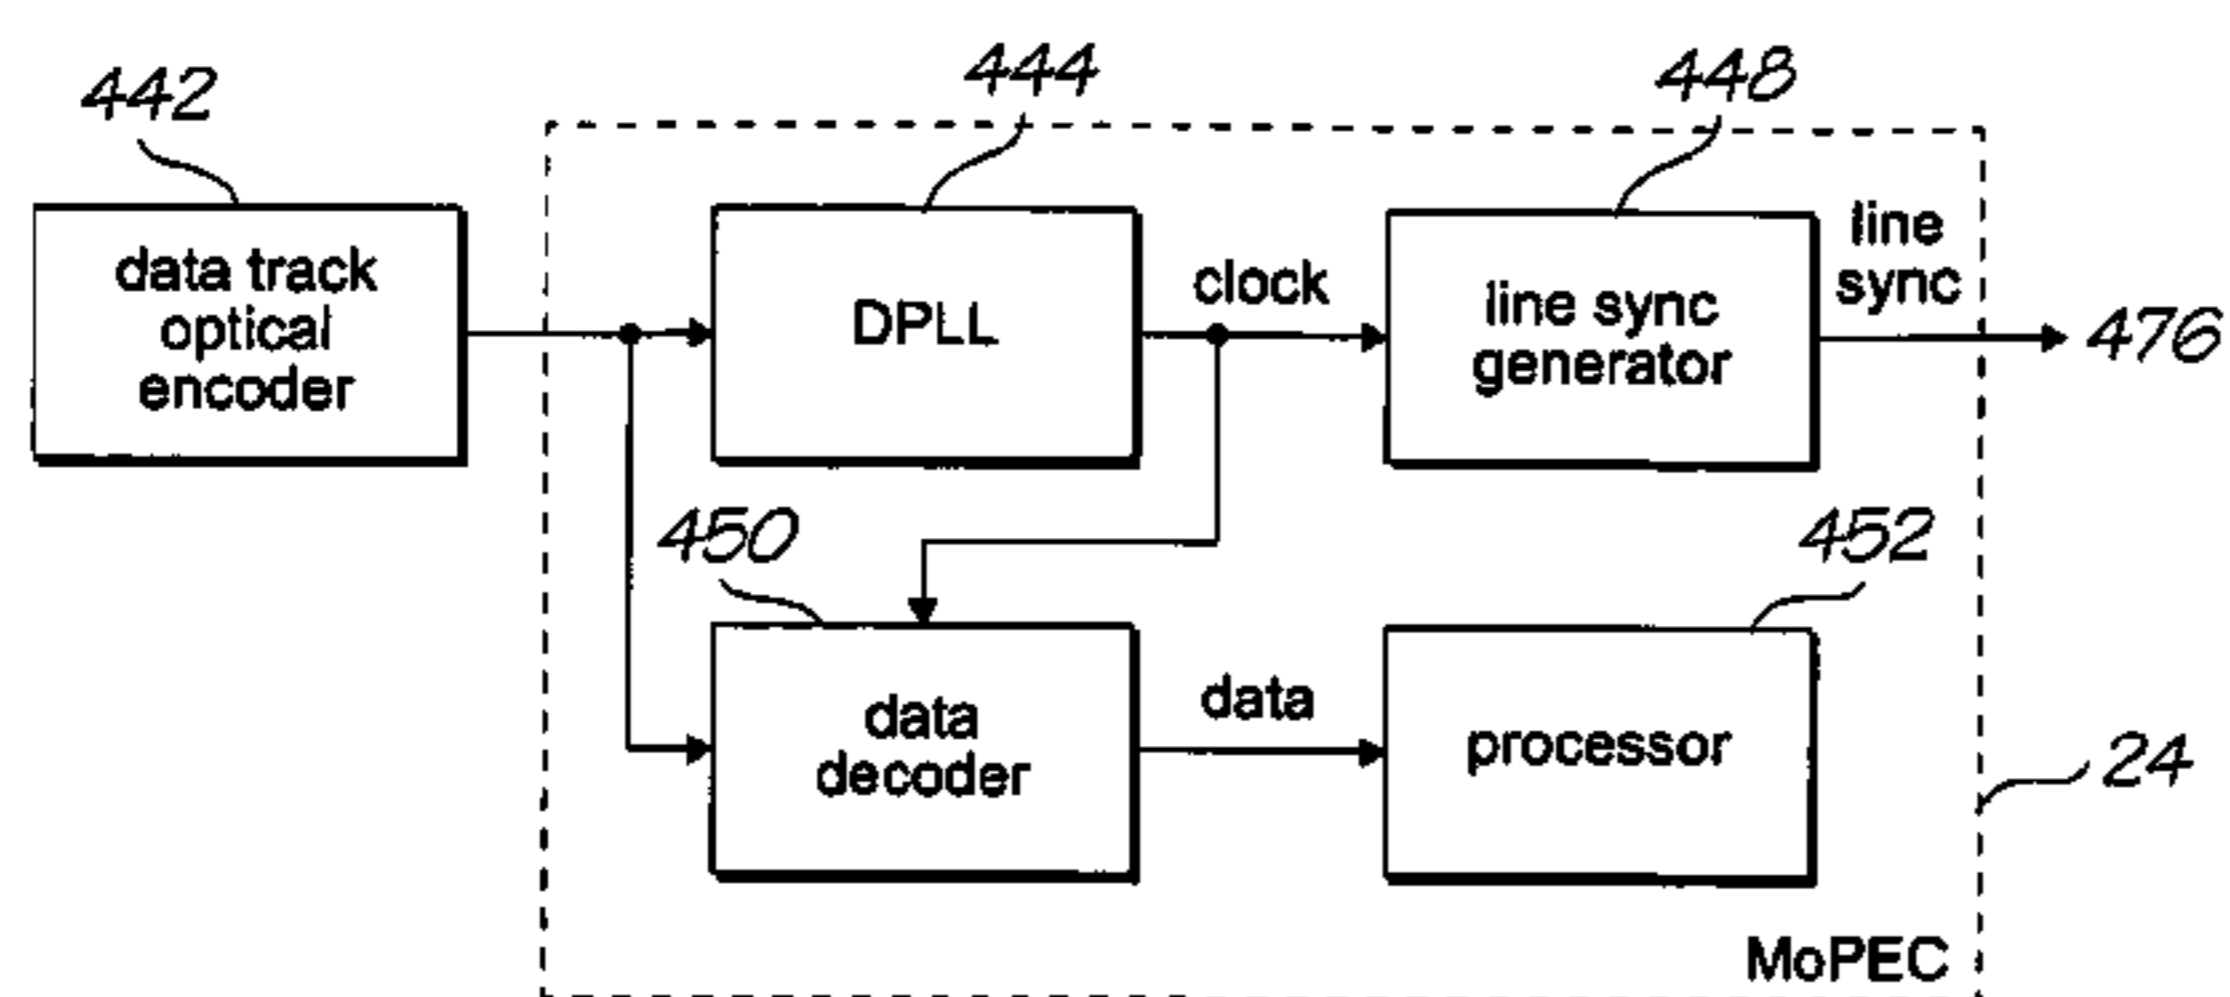 442
444
448
data track
optical
encoder
DPLL
clock
line sync
generator
line
sync
476
450
452
data
decoder
data
processor
24
MoPEC